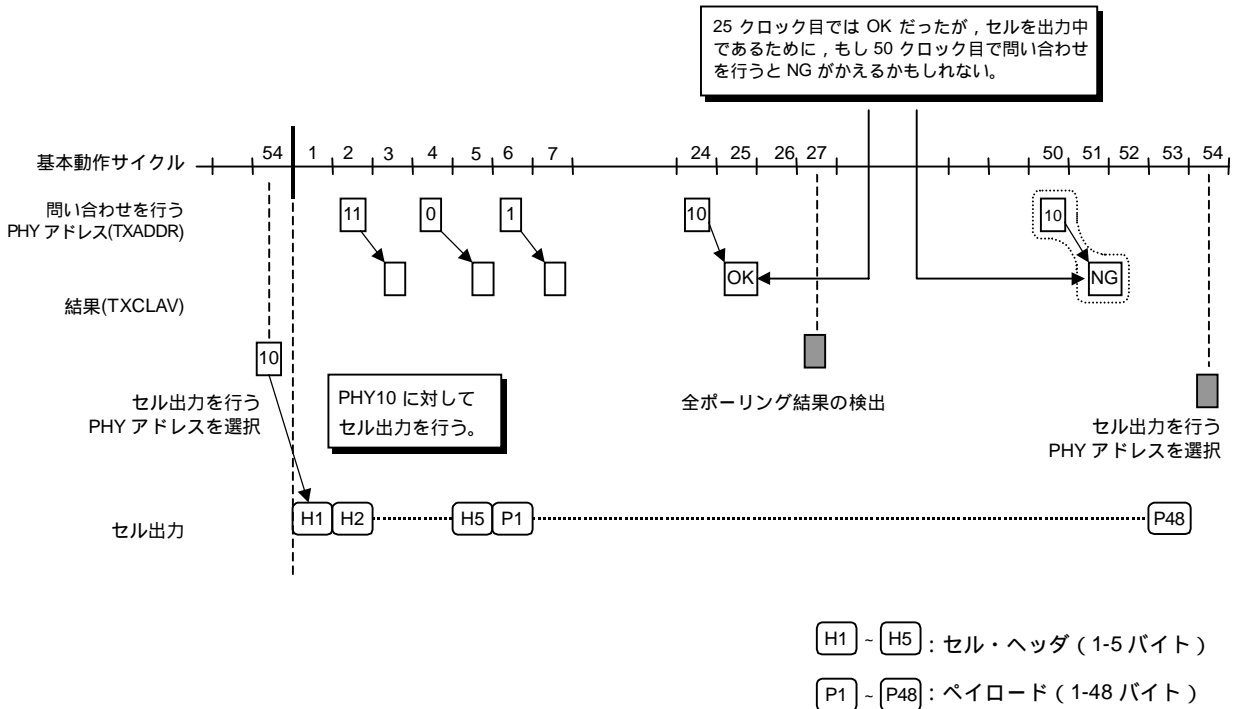 25 クロック目では OK だったが , セルを出力中
であるために , もし 50 クロック目で問い合わせ
を行うと NG がかえるかもしれない。
基本動作サイクル
54 1 2 3 4 5 6 7 24 25 26 27 50 51 52 53 54
問い合わせを行う
PHY アドレス(TXADDR)
11 0 1 10 10
結果(TXCLAV)
OK NG
10
セル出力を行う
PHY アドレスを選択
PHY10 に対して
セル出力を行う。
全ポーリング結果の検出
セル出力を行う
PHY アドレスを選択
セル出力
H1 H2 H5 P1 P48
H1 ~ H5 : セル・ヘッダ ( 1-5 バイト )
P1 ~ P48 : ペイロード ( 1-48 バイト )